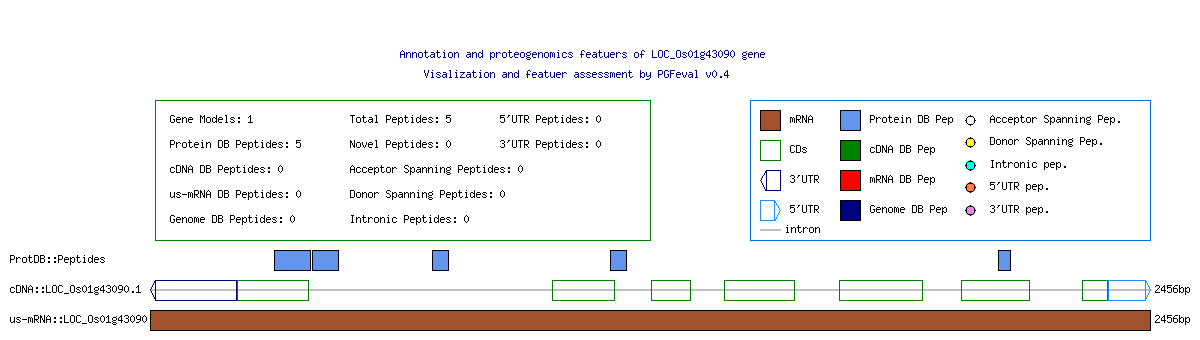 Annotation and proteogenomics featuers of LOC_Os01g43090 gene
Visalization and featuer assessment by PGFeval v0.4
Gene Models: 1 Total Peptides: 5 5'UTR Peptides: 0
Protein DB Peptides: 5 Novel Peptides: 0 3'UTR Peptides: 0
cDNA DB Peptides: 0 Acceptor Spanning Peptides: 0
us-mRNA DB Peptides: 0 Donor Spanning Peptides: 0
Genome DB Peptides: 0 Intronic Peptides: 0
mRNA Protein DB Pep Acceptor Spanning Pep.
CDs cDNA DB Pep Donor Spanning Pep.
3'UTR mRNA DB Pep Intronic pep.
5'UTR Genome DB Pep 5'UTR pep.
intron 3'UTR pep.
ProtDB::Peptides
cDNA::LOC_Os01g43090.1 2456bp
us-mRNA::LOC_Os01g43090 2456bp